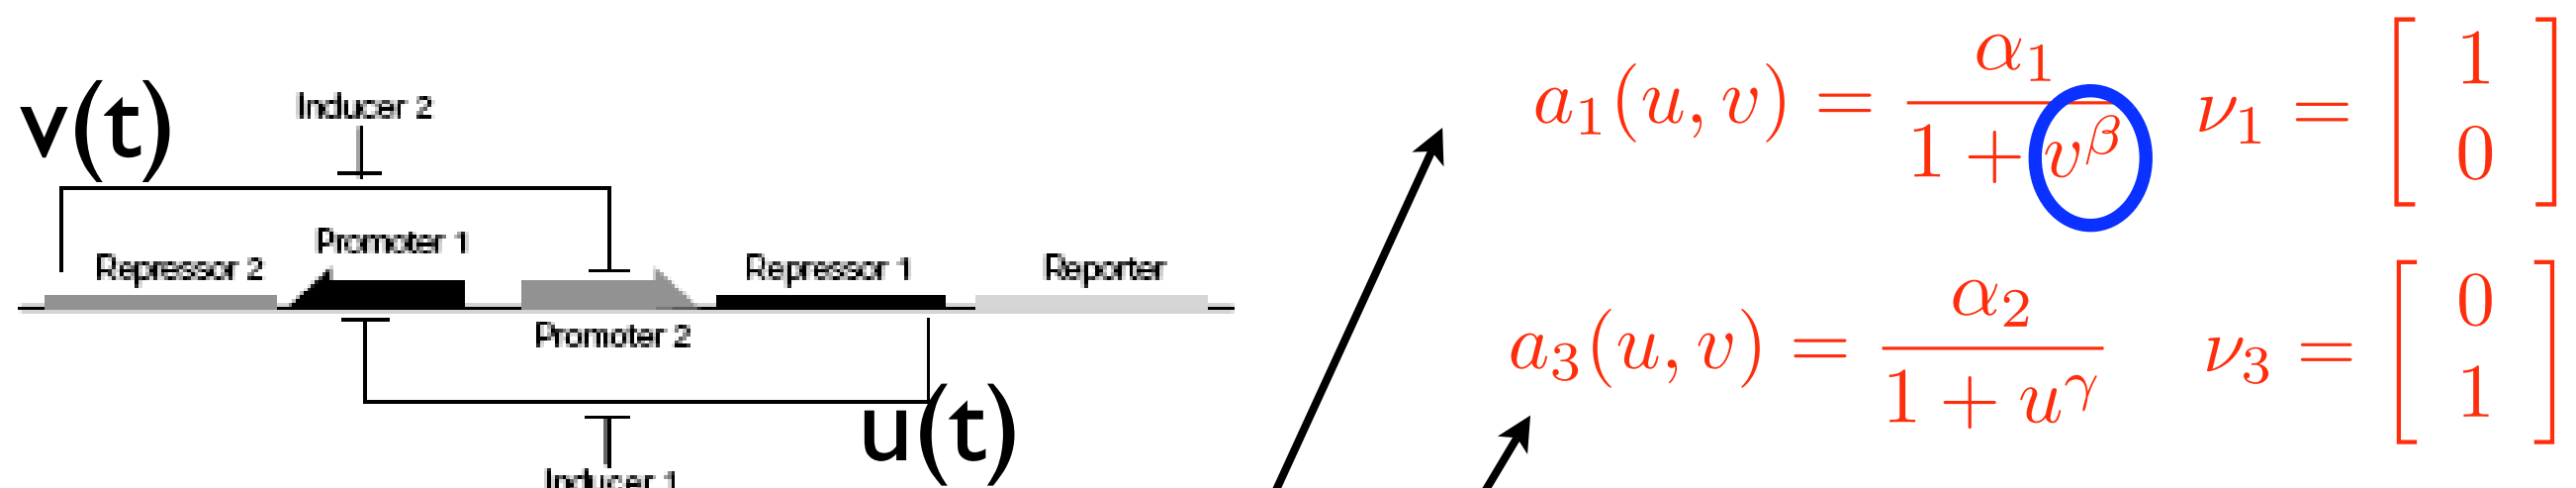 v(t)
Inducer 2
Promoter 1
Repressor 2
Repressor 1
Reporter
Promoter 2
u(t)
Inducer 1
a₁(u, v) = α₁ / (1 + v^β)
ν₁ = [ 1 0 ]
a₃(u, v) = α₂ / (1 + u^γ)
ν₃ = [ 0 1 ]